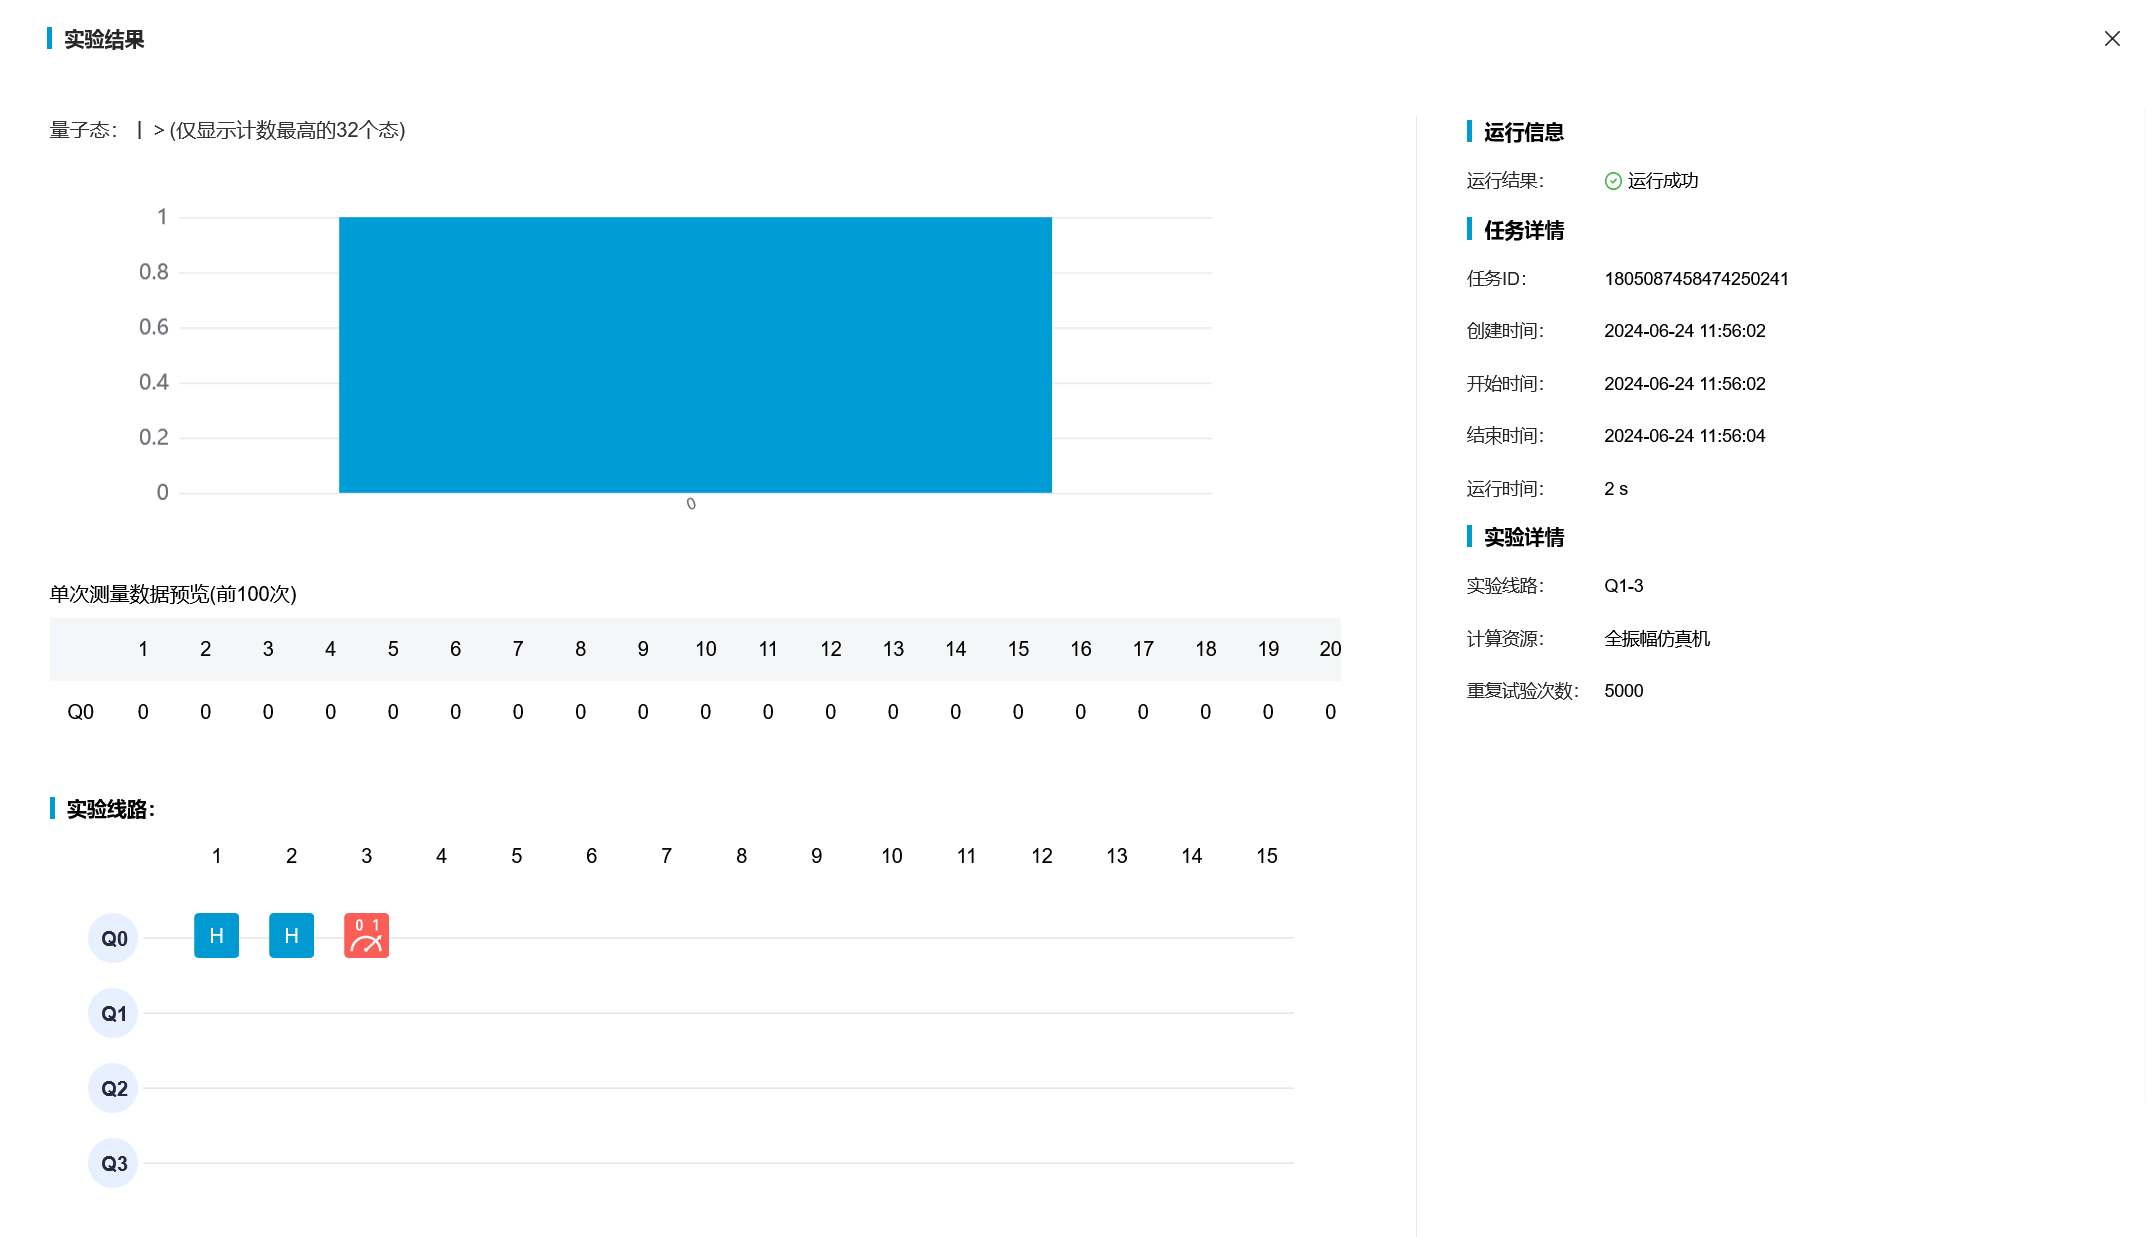 实验结果
量子态： | > (仅显示计数最高的32个态)
1
0.8
0.6
0.4
0.2
0
0
单次测量数据预览(前100次)
1 2 3 4 5 6 7 8 9 10 11 12 13 14 15 16 17 18 19 20
Q0 0 0 0 0 0 0 0 0 0 0 0 0 0 0 0 0 0 0 0 0
实验线路：
1 2 3 4 5 6 7 8 9 10 11 12 13 14 15
Q0 H H 0 1
Q1
Q2
Q3
运行信息
运行结果： 运行成功
任务详情
任务ID： 1805087458474250241
创建时间： 2024-06-24 11:56:02
开始时间： 2024-06-24 11:56:02
结束时间： 2024-06-24 11:56:04
运行时间： 2 s
实验详情
实验线路： Q1-3
计算资源： 全振幅仿真机
重复试验次数： 5000